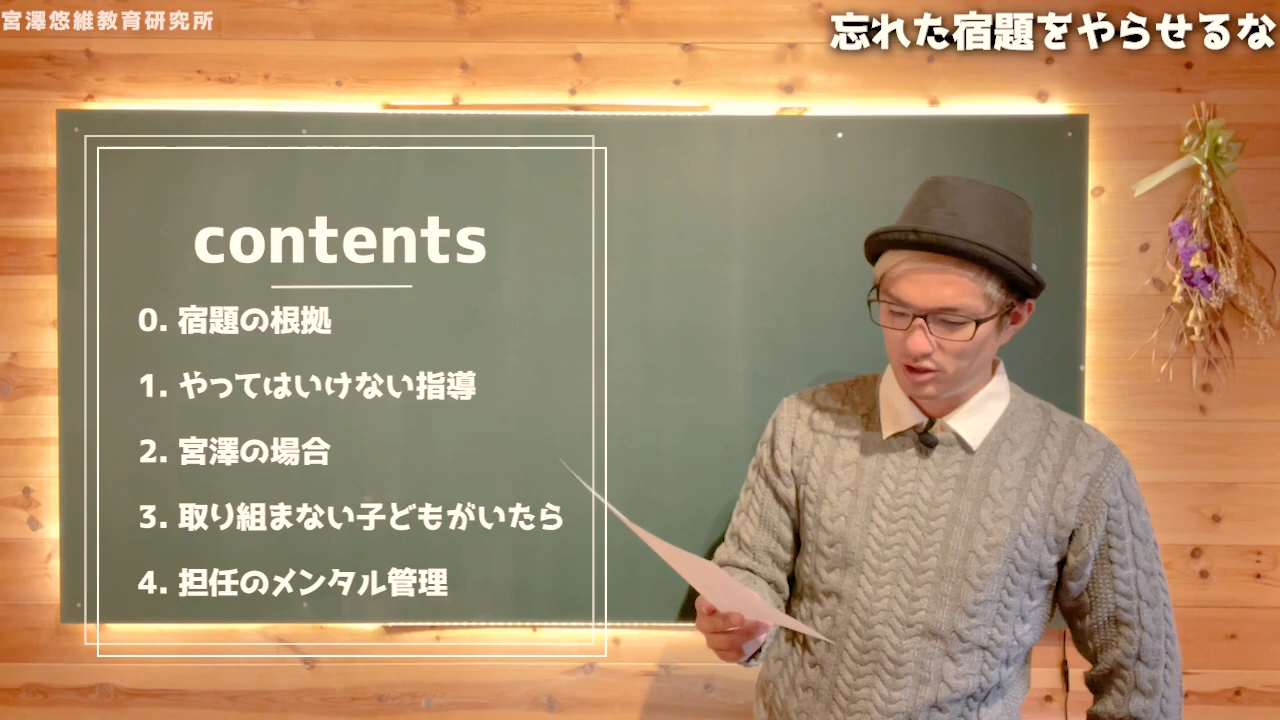 宮澤悠維教育研究所
忘れた宿題をやらせるな
contents
0. 宿題の根拠
1. やってはいけない指導
2. 宮澤の場合
3. 取り組まない子どもがいたら
4. 担任のメンタル管理